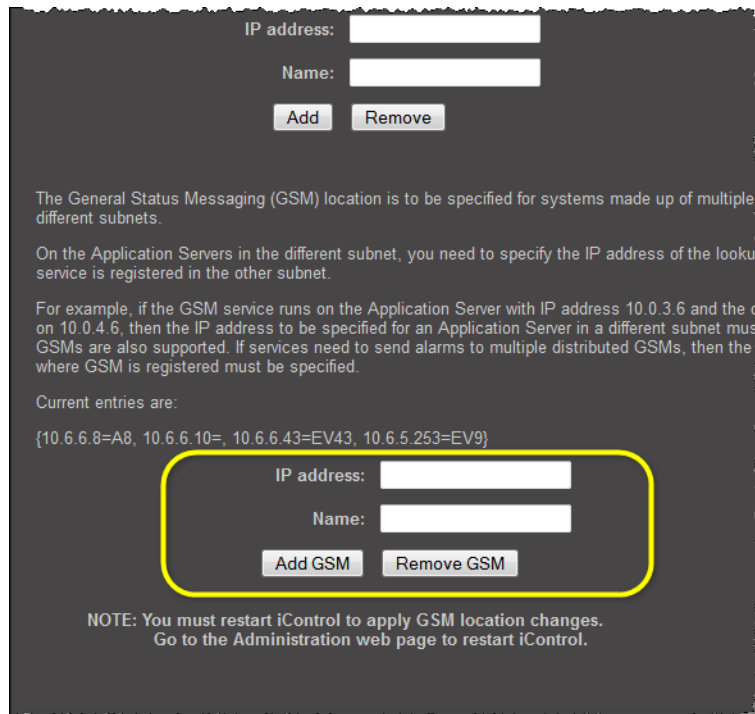 IP address:
Name:
Add Remove
The General Status Messaging (GSM) location is to be specified for systems made up of multiple
different subnets.
On the Application Servers in the different subnet, you need to specify the IP address of the
service is registered in the other subnet.
For example, if the GSM service runs on the Application Server with IP address 10.0.3.6 and the
on 10.0.4.6, then the IP address to be specified for an Application Server in a different subnet
GSMs are also supported. If services need to send alarms to multiple distributed GSMs, then the
where GSM is registered must be specified.
Current entries are:
{10.6.6.8=A8, 10.6.6.10=, 10.6.6.43=EV43, 10.6.5.253=EV9}
IP address:
Name:
Add GSM Remove GSM
NOTE: You must restart iControl to apply GSM location changes.
Go to the Administration web page to restart iControl.